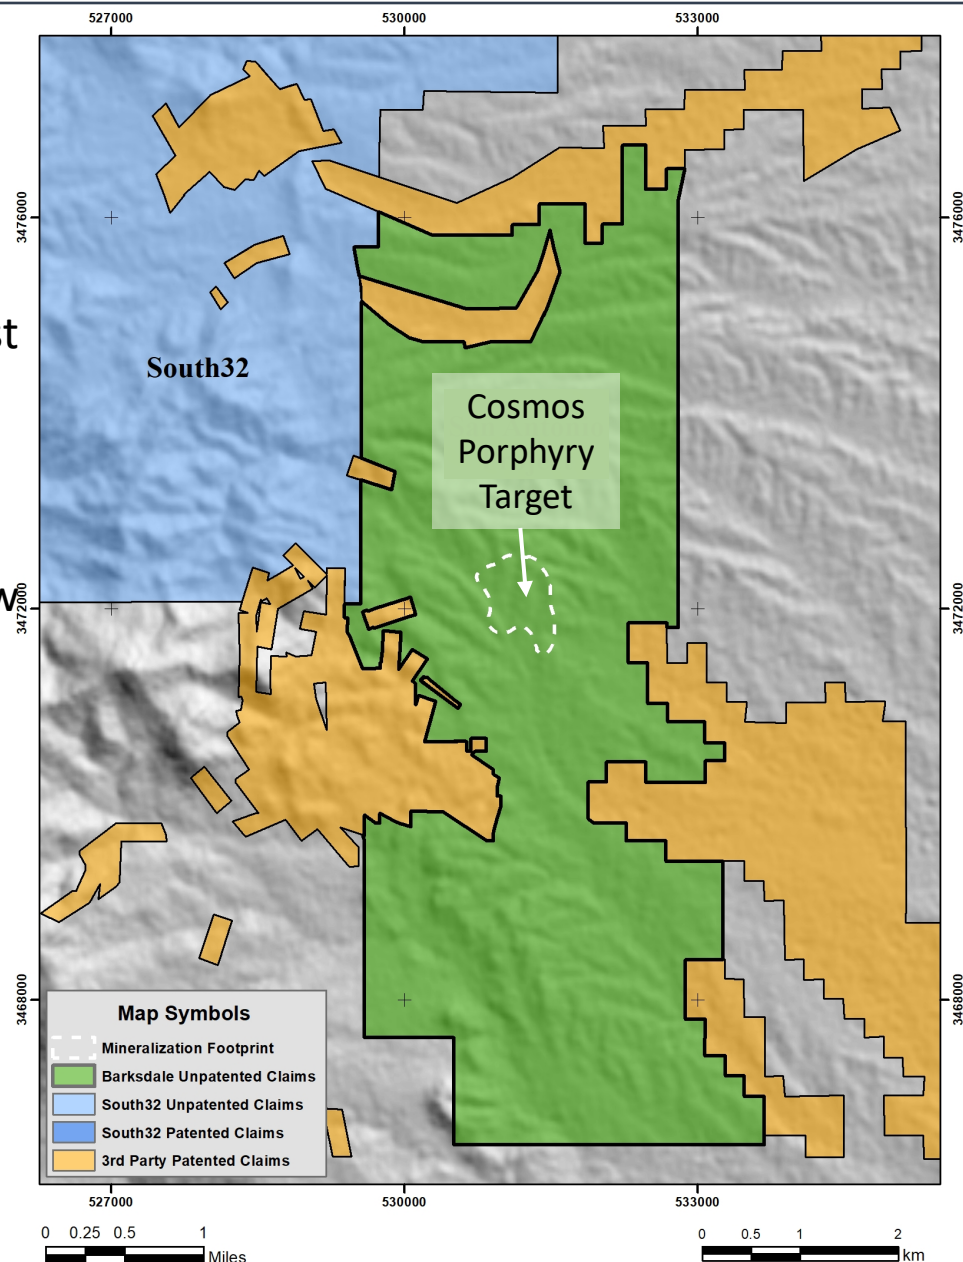 527000 530000 533000
3476000 3476000
st
South32
Cosmos
Porphyry
Target
w
3472000 3472000
3468000 3468000
Map Symbols
Mineralization Footprint
Barksdale Unpatented Claims
South32 Unpatented Claims
South32 Patented Claims
3rd Party Patented Claims
527000 530000 533000
0 0.25 0.5 1
Miles
0 0.5 1 2
km